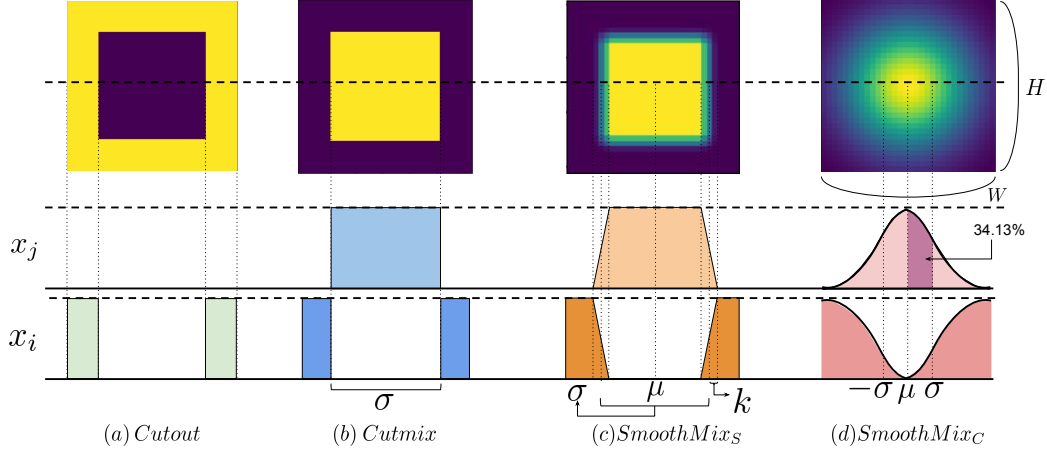 H
W
x_j
34.13%
x_i
σ
σ
μ
k
−σ μ σ
(a) Cutout
(b) Cutmix
(c)SmoothMix_S
(d)SmoothMix_C